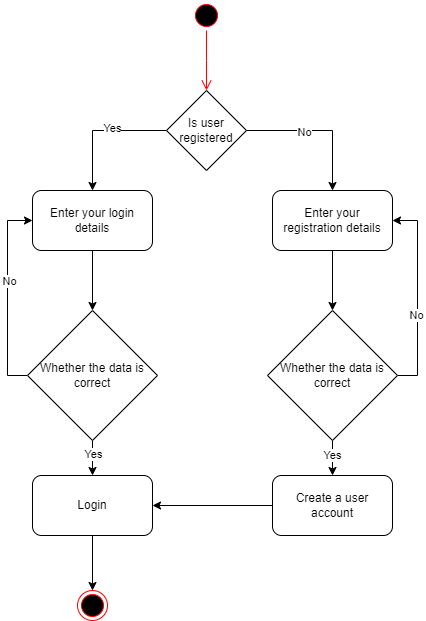 Is user
registered
Yes
No
Enter your login
details
Enter your
registration details
No
No
Whether the data is
correct
Whether the data is
correct
Yes
Yes
Login
Create a user
account